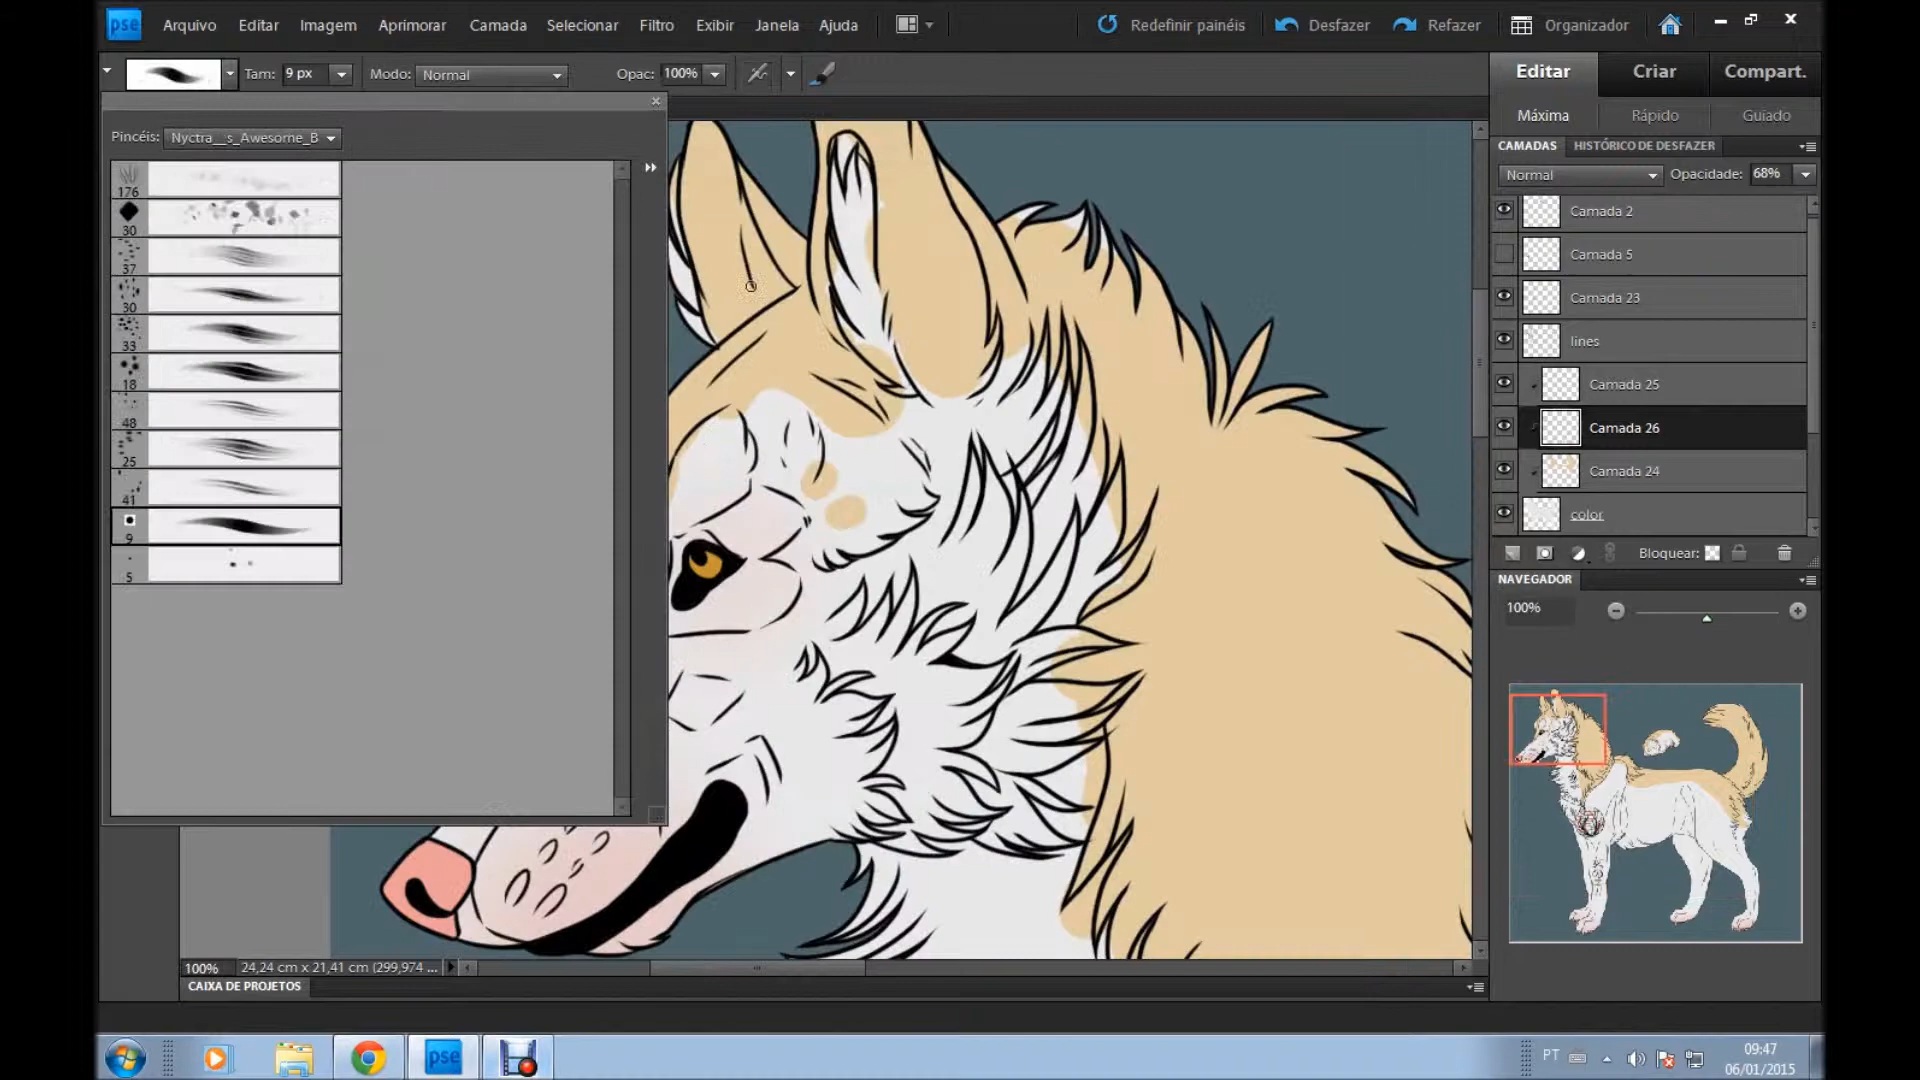 pse Arquivo Editar Imagem Aprimorar Camada Selecionar Filtro Exibir Janela Ajuda Redefinir painéis Desfazer Refazer Organizador
Tam: 9 px Modo: Normal Opac: 100%
Editar Criar Compart.
Máxima Rápido Guiado
Pincéis: Nyctra__s_Awesome_B
176
30
37
30
33
18
48
25
41
9
5
CAMADAS HISTÓRICO DE DESFAZER
Normal Opacidade: 68%
Camada 2
Camada 5
Camada 23
lines
Camada 25
Camada 26
Camada 24
color
Bloquear:
NAVEGADOR
100%
100% 24,24 cm x 21,41 cm (299,974 ...
CAIXA DE PROJETOS
pse
PT
09:47
06/01/2015